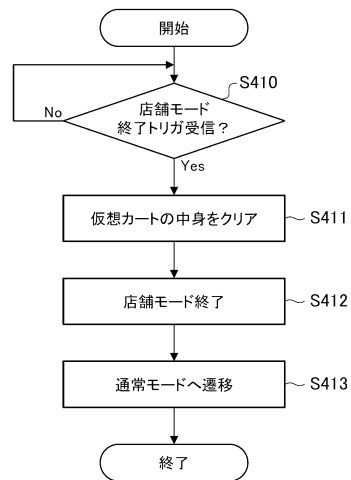 開始
店舗モード
終了トリガ受信？
S410
No
Yes
仮想カートの中身をクリア
S411
店舗モード終了
S412
通常モードへ遷移
S413
終了